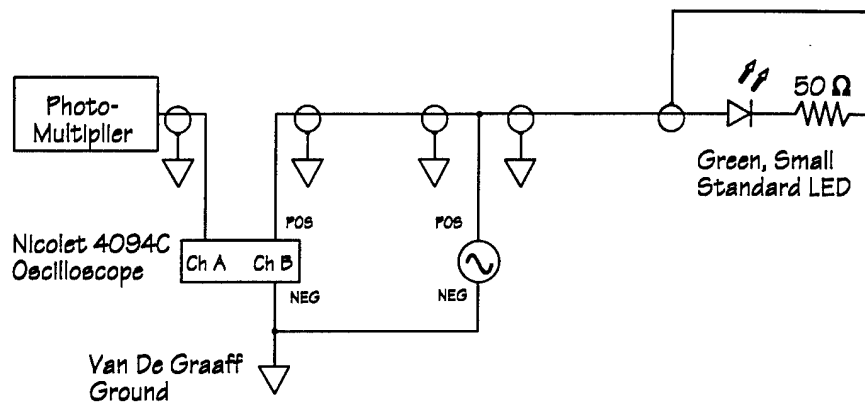 Photo-
Multiplier
50 Ω
Green, Small
Standard LED
POS
POS
Nicolet 4094C
Oscilloscope
Ch A
Ch B
NEG
NEG
Van De Graaff
Ground